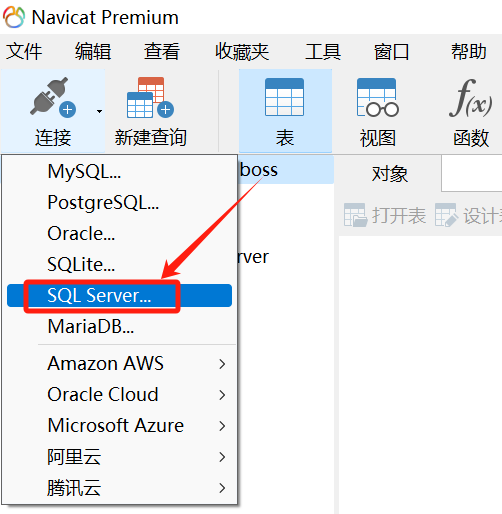 Navicat Premium
文件 编辑 查看 收藏夹 工具 窗口 帮助
连接 新建查询 表 视图 函数
f(x)
MySQL...
boss
对象
PostgreSQL...
打开表 设计
Oracle...
rver
SQLite...
SQL Server...
MariaDB...
Amazon AWS
Oracle Cloud
Microsoft Azure
阿里云
腾讯云